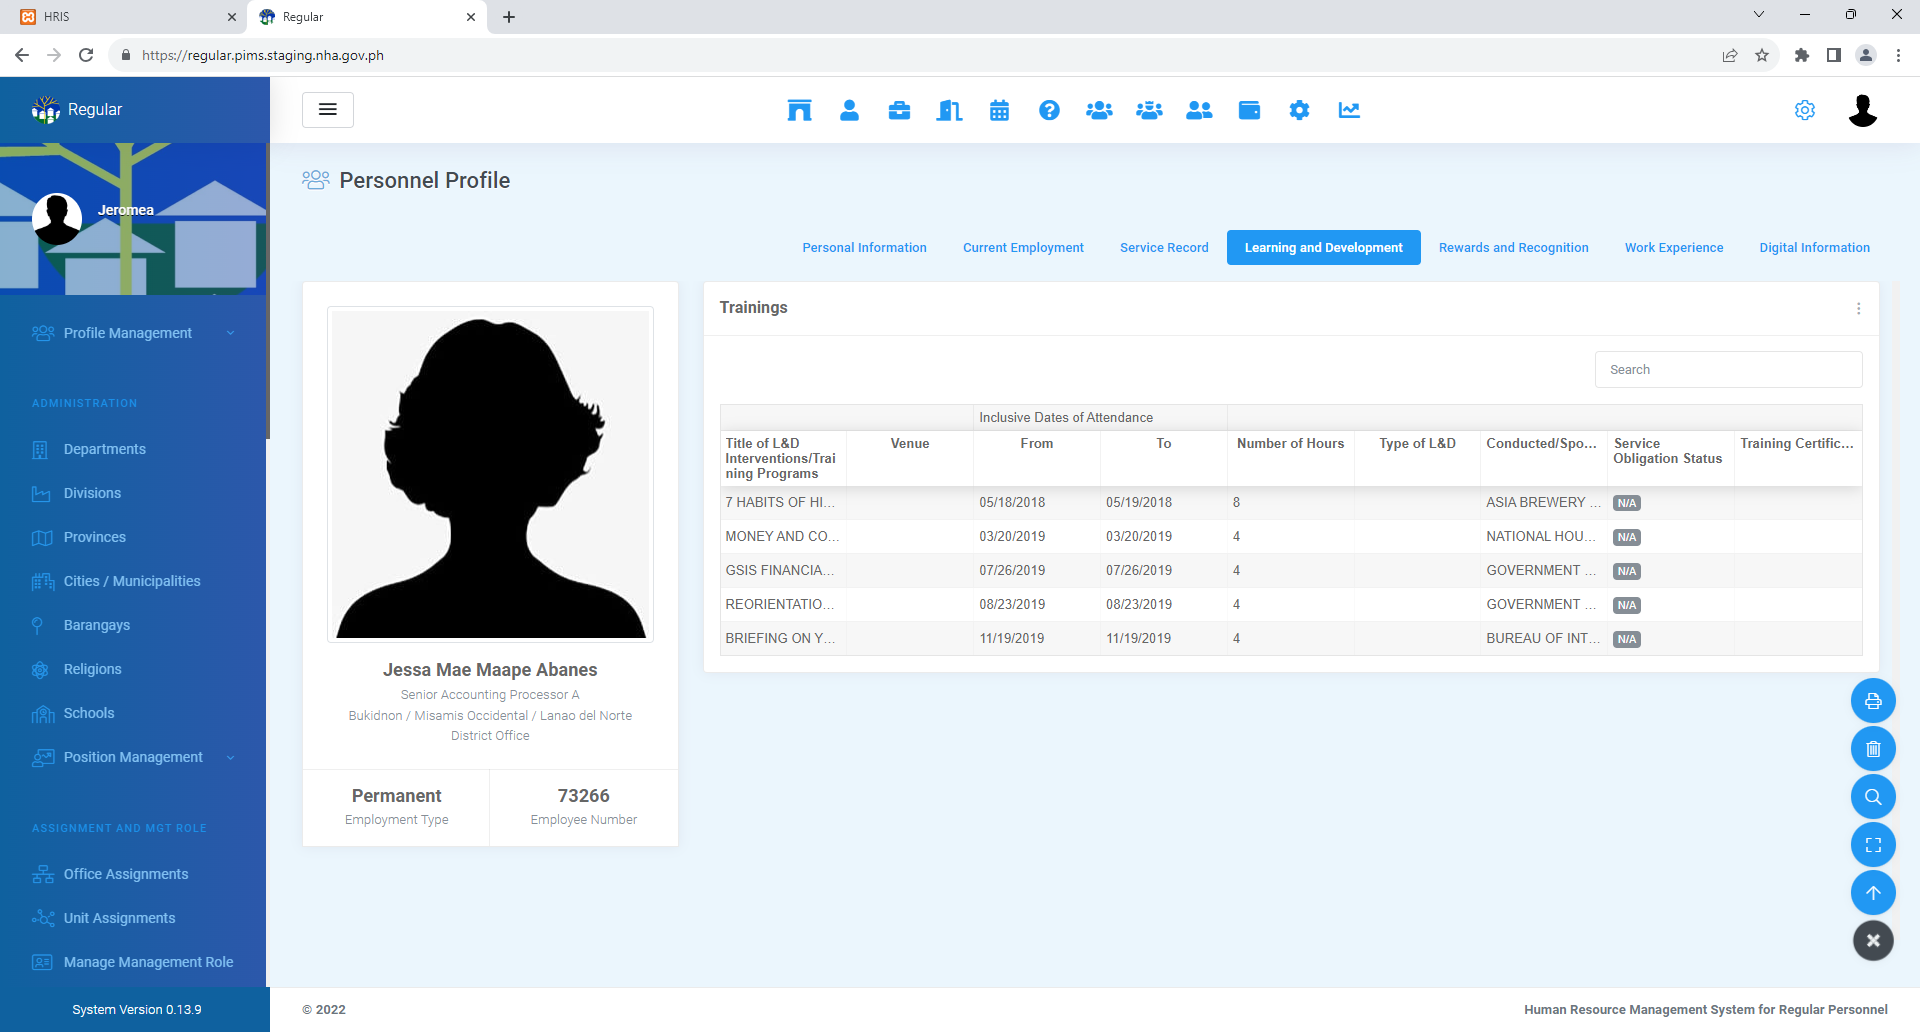 HRIS
Regular
https://regular.pims.staging.nha.gov.ph
Regular
Jeromea
Profile Management
ADMINISTRATION
Departments
Divisions
Provinces
Cities / Municipalities
Barangays
Religions
Schools
Position Management
ASSIGNMENT AND MGT ROLE
Office Assignments
Unit Assignments
Manage Management Role
System Version 0.13.9
Personnel Profile
Personal Information Current Employment Service Record Learning and Development Rewards and Recognition Work Experience Digital Information
Jessa Mae Maape Abanes
Senior Accounting Processor A
Bukidnon / Misamis Occidental / Lanao del Norte
District Office
Permanent
Employment Type
73266
Employee Number
Trainings
Search
Inclusive Dates of Attendance
Title of L&D
Interventions/Trai
ning Programs
Venue
From
To
Number of Hours
Type of L&D
Conducted/Spo...
Service
Obligation Status
Training Certific...
7 HABITS OF HI... 05/18/2018 05/19/2018 8 ASIA BREWERY ... N/A
MONEY AND CO... 03/20/2019 03/20/2019 4 NATIONAL HOU... N/A
GSIS FINANCIA... 07/26/2019 07/26/2019 4 GOVERNMENT ... N/A
REORIENTATIO... 08/23/2019 08/23/2019 4 GOVERNMENT ... N/A
BRIEFING ON Y... 11/19/2019 11/19/2019 4 BUREAU OF INT... N/A
© 2022
Human Resource Management System for Regular Personnel